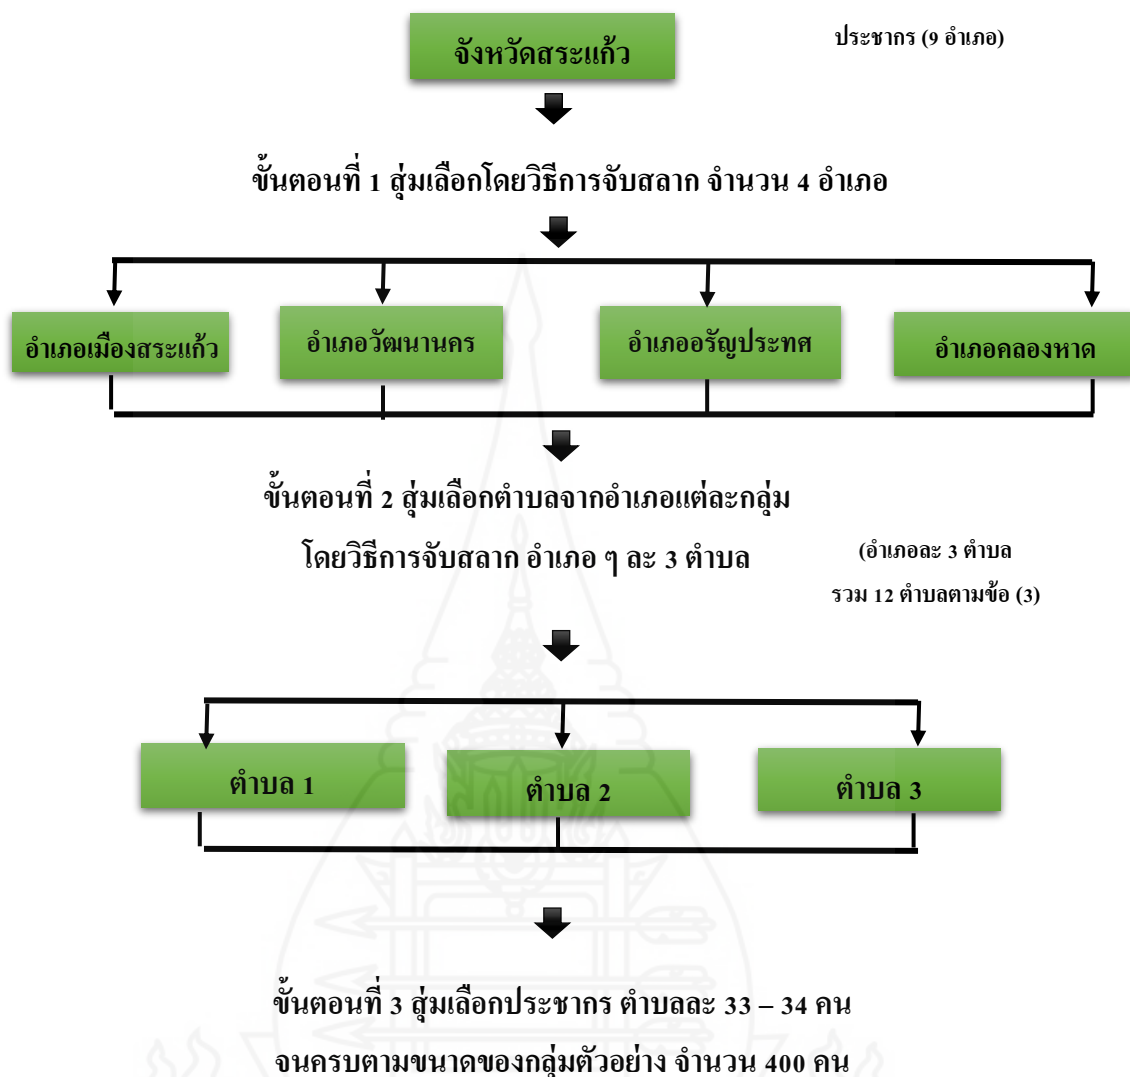 จังหวัดสระแก้ว
ประชากร (9 อำเภอ)
ขั้นตอนที่ 1 สุ่มเลือกโดยวิธีการจับสลาก จำนวน 4 อำเภอ
อำเภอเมืองสระแก้ว
อำเภอวัฒนานคร
อำเภออรัญประทศ
อำเภอคลองหาด
ขั้นตอนที่ 2 สุ่มเลือกตำบลจากอำเภอแต่ละกลุ่ม
โดยวิธีการจับสลาก อำเภอ ๆ ละ 3 ตำบล
(อำเภอละ 3 ตำบล
รวม 12 ตำบลตามข้อ (3)
ตำบล 1
ตำบล 2
ตำบล 3
ขั้นตอนที่ 3 สุ่มเลือกประชากร ตำบลละ 33 – 34 คน
จนครบตามขนาดของกลุ่มตัวอย่าง จำนวน 400 คน